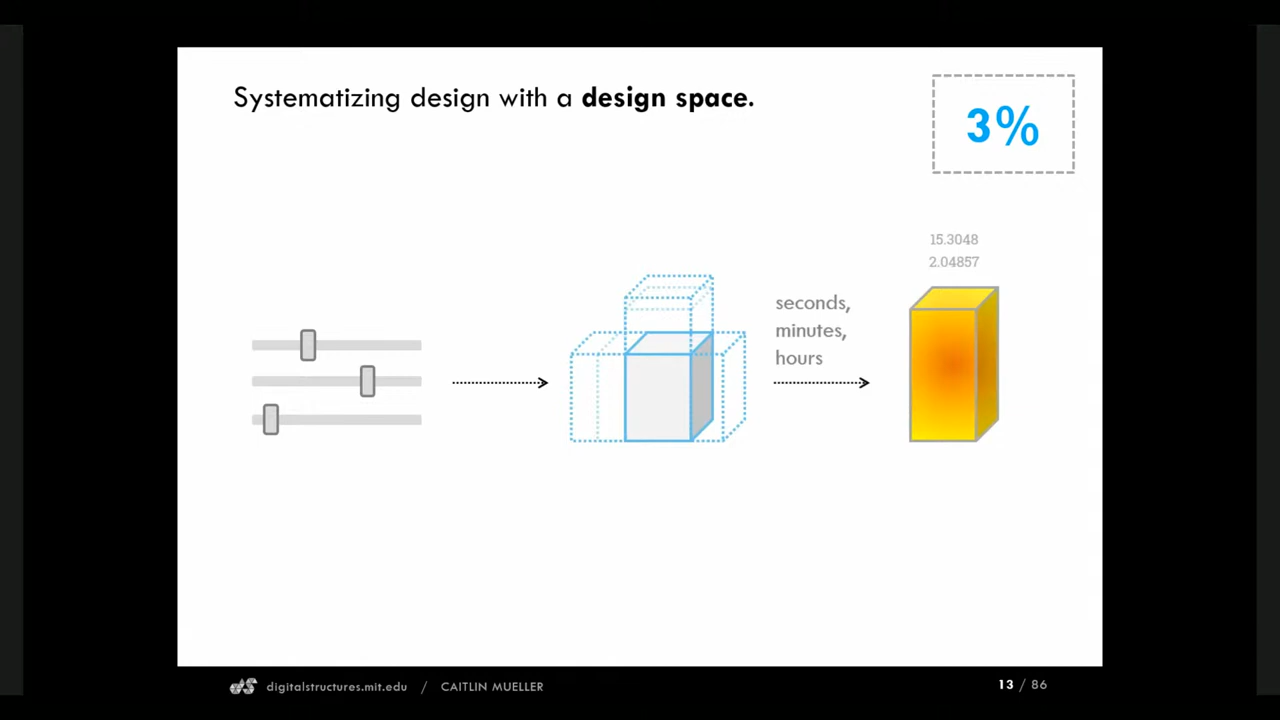 Systematizing design with a design space.
3%
15.3048
2.04857
seconds,
minutes,
hours
digitalstructures.mit.edu / CAITLIN MUELLER
13 / 86